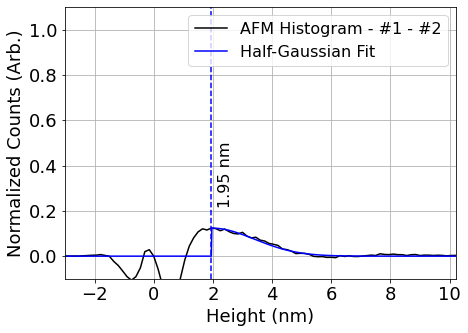 AFM Histogram - #1 - #2
Half-Gaussian Fit
Normalized Counts (Arb.)
1.0
0.8
0.6
0.4
0.2
0.0
1.95 nm
−2 0 2 4 6 8 10
Height (nm)